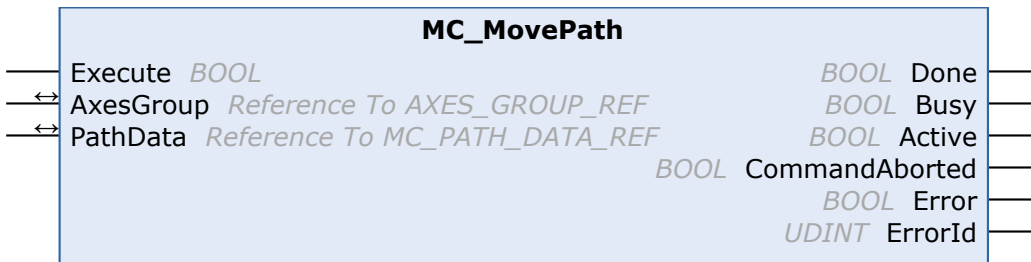 MC_MovePath
Execute BOOL BOOL Done
AxesGroup Reference To AXES_GROUP_REF BOOL Busy
PathData Reference To MC_PATH_DATA_REF BOOL Active
BOOL CommandAborted
BOOL Error
UDINT ErrorId